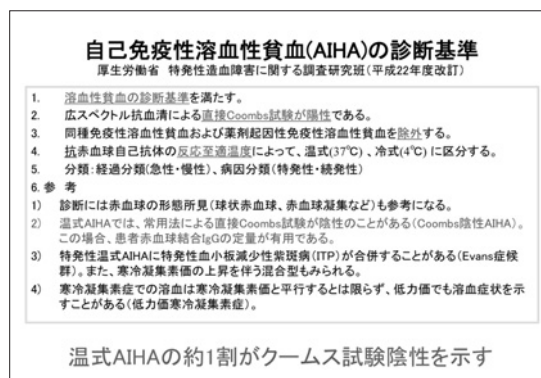 自己免疫性溶血性貧血(AIHA)の診断基準
厚生労働省 特発性造血障害に関する調査研究班(平成22年度改訂)
1. 溶血性貧血の診断基準を満たす。
2. 広スペクトル抗血清による直接Coombs試験が陽性である。
3. 同種免疫性溶血性貧血および薬剤起因性免疫性溶血性貧血を除外する。
4. 抗赤血球自己抗体の反応至適温度によって、温式(37℃)、冷式(4℃)に区分する。
5. 分類:経過分類(急性・慢性)、病因分類(特発性・続発性)
6. 参 考
1) 診断には赤血球の形態所見(球状赤血球、赤血球凝集など)も参考になる。
2) 温式AIHAでは、常用法による直接Coombs試験が陰性のことがある(Coombs陰性AIHA)。
この場合、患者赤血球結合IgGの定量が有用である。
3) 特発性温式AIHAに特発性血小板減少性紫斑病(ITP)が合併することがある(Evans症候
群)。また、寒冷凝集素価の上昇を伴う混合型もみられる。
4) 寒冷凝集素症での溶血は寒冷凝集素価と平行するとは限らず、低力価でも溶血症状を示
すことがある(低力価寒冷凝集素症)。
温式AIHAの約1割がクームス試験陰性を示す